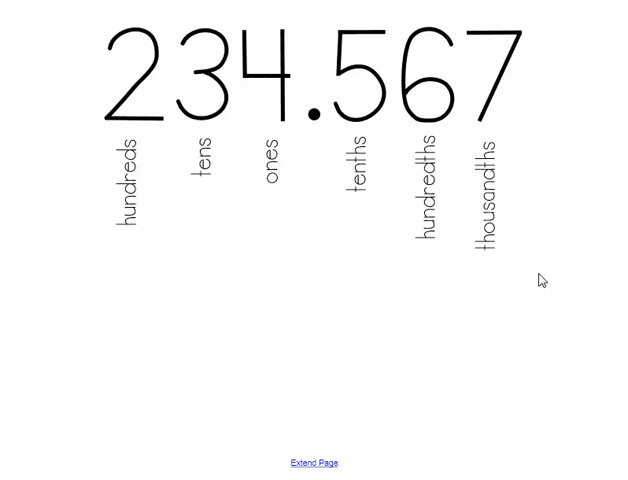 234.567
hundreds
tens
ones
tenths
hundredths
thousandths
Extend Page